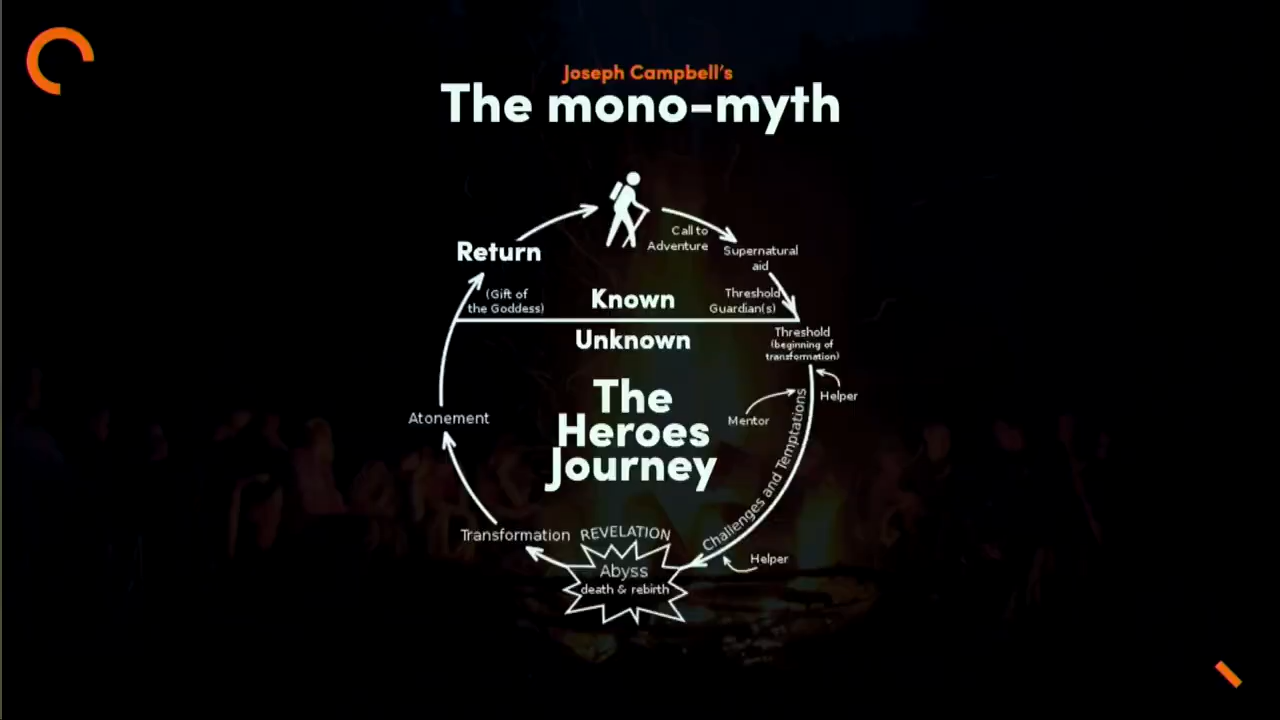 Joseph Campbell's
The mono-myth
Call to
Adventure
Supernatural
aid
Return
(Gift of
the Goddess)
Known
Threshold
Guardian(s)
Unknown
Threshold
(beginning of
transformation)
Helper
Mentor
The
Heroes
Journey
Challenges and Temptations
Atonement
Transformation
REVELATION
Abyss
death & rebirth
Helper